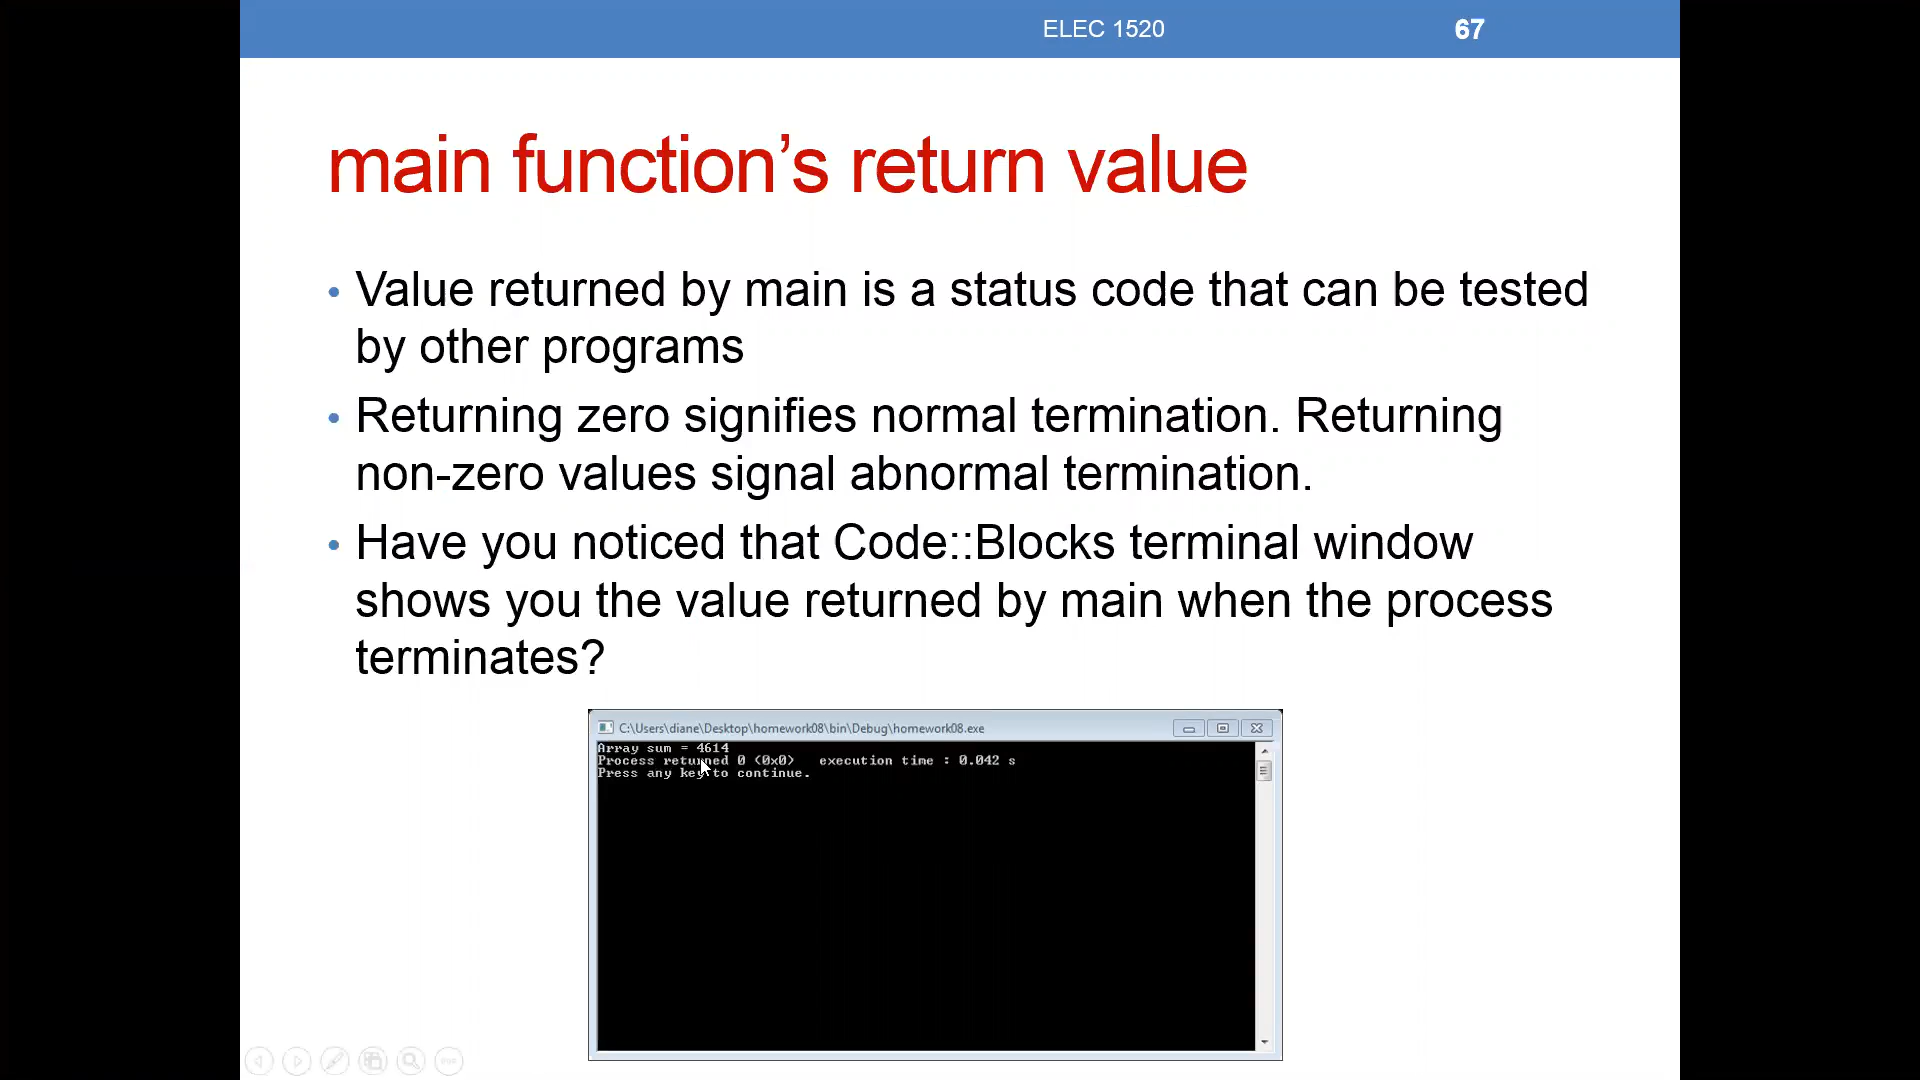 ELEC 1520
67
main function’s return value
• Value returned by main is a status code that can be tested
by other programs
• Returning zero signifies normal termination. Returning
non-zero values signal abnormal termination.
• Have you noticed that Code::Blocks terminal window
shows you the value returned by main when the process
terminates?
C:\Users\diane\Desktop\homework08\bin\Debug\homework08.exe
Array sum = 4614
Process returned 0 (0x0)   execution time : 0.042 s
Press any key to continue.